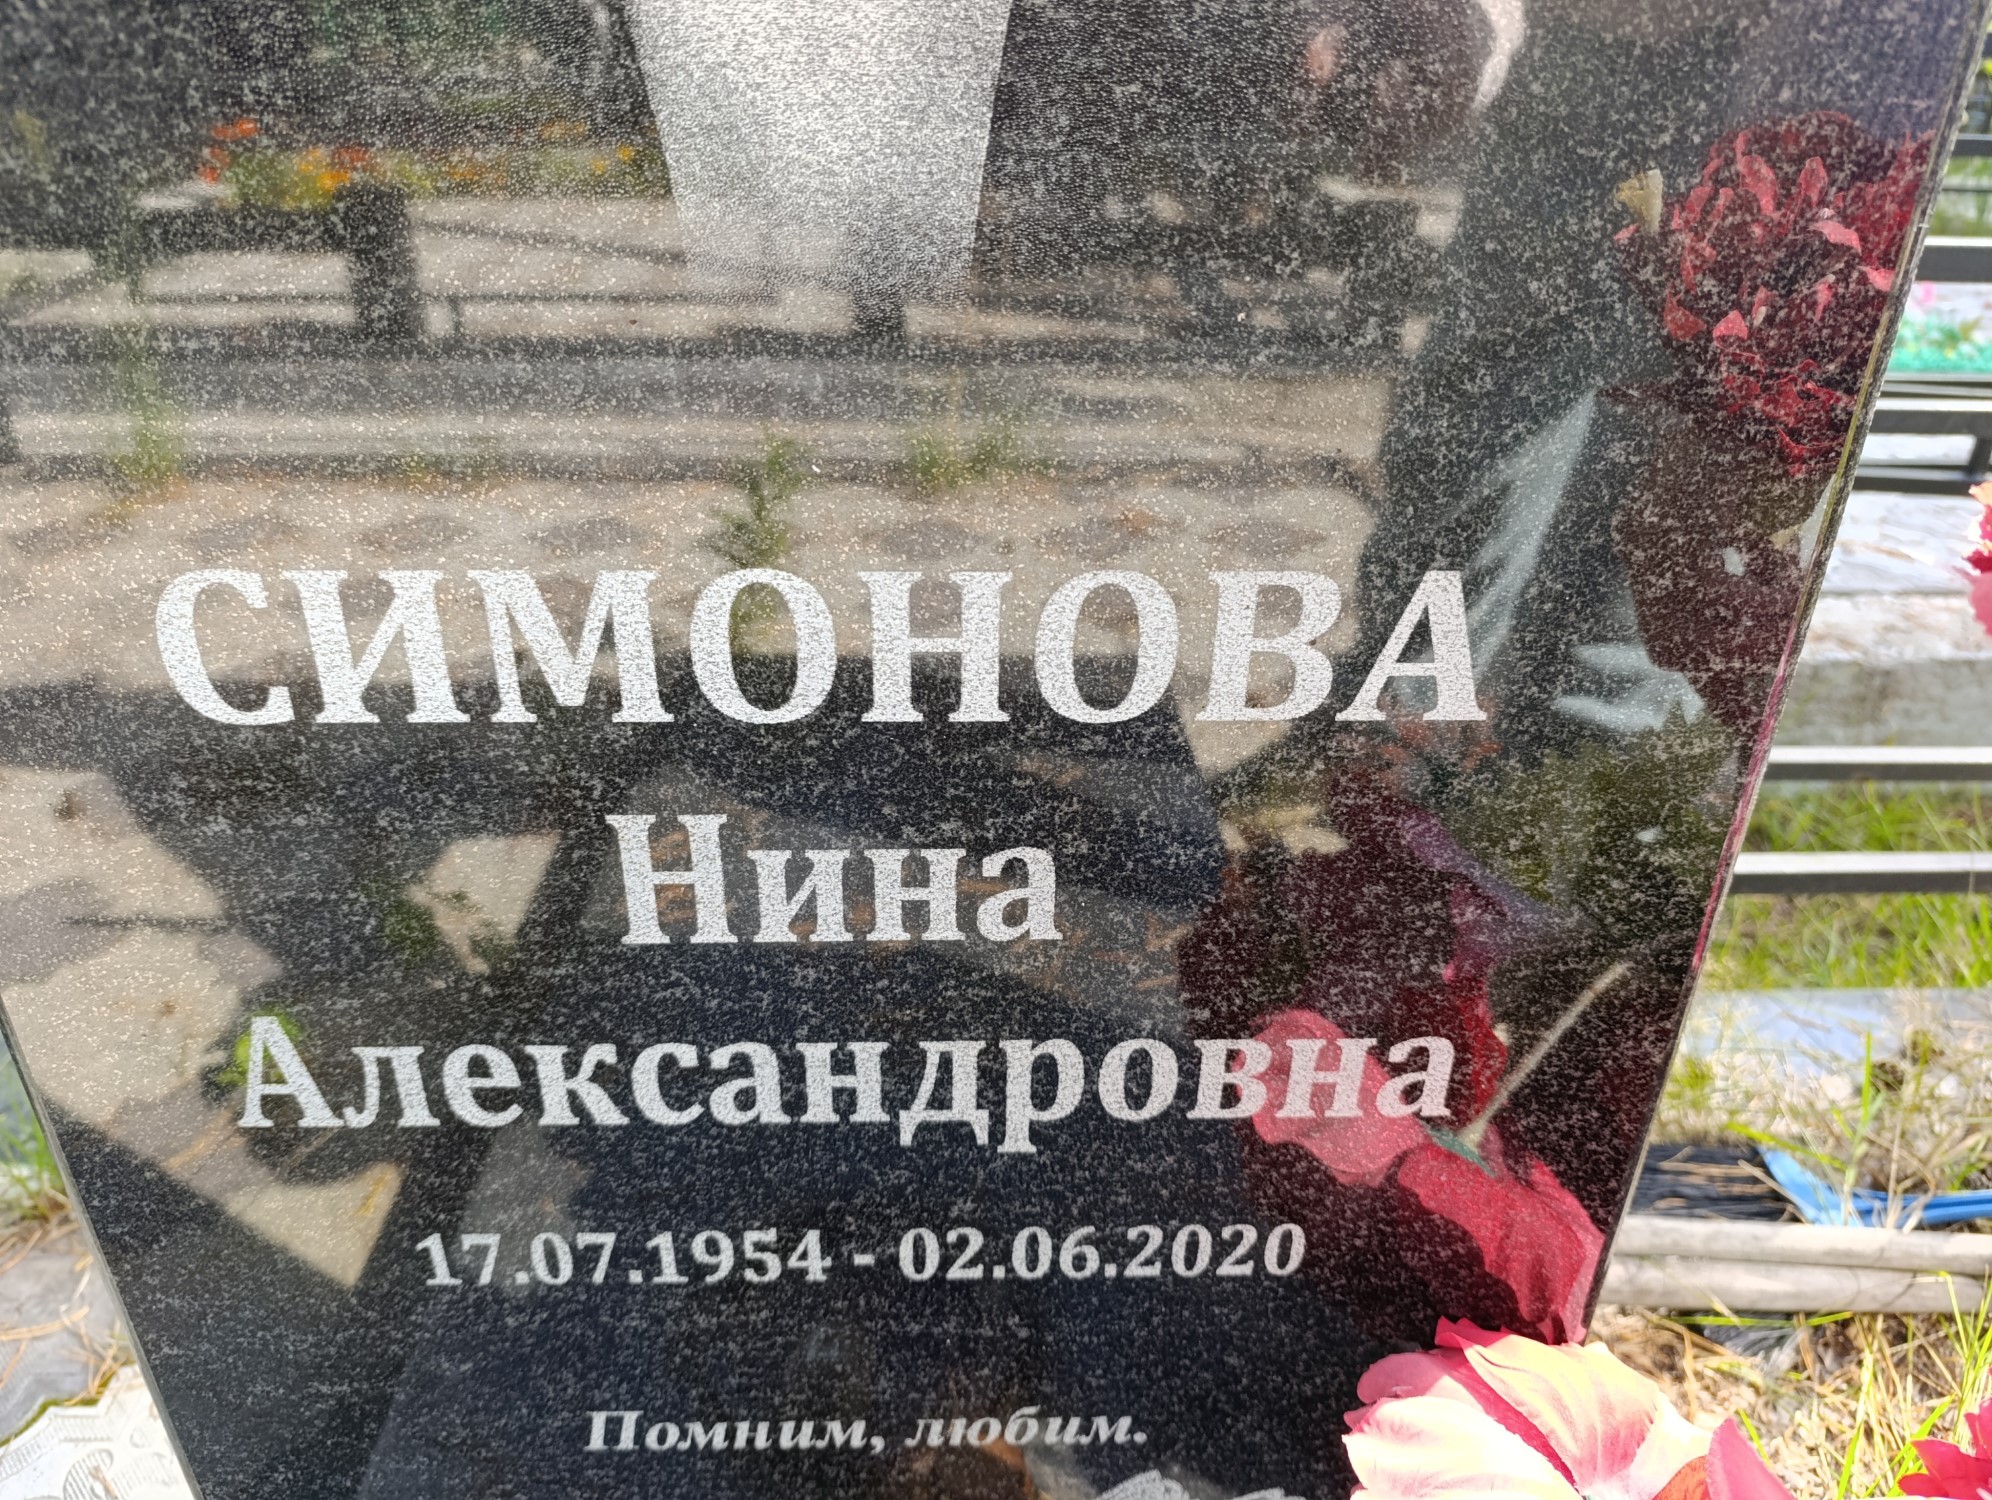 СИМОНОВА
Нина
Александровна
17.07.1954 - 02.06.2020
Помним, любим.